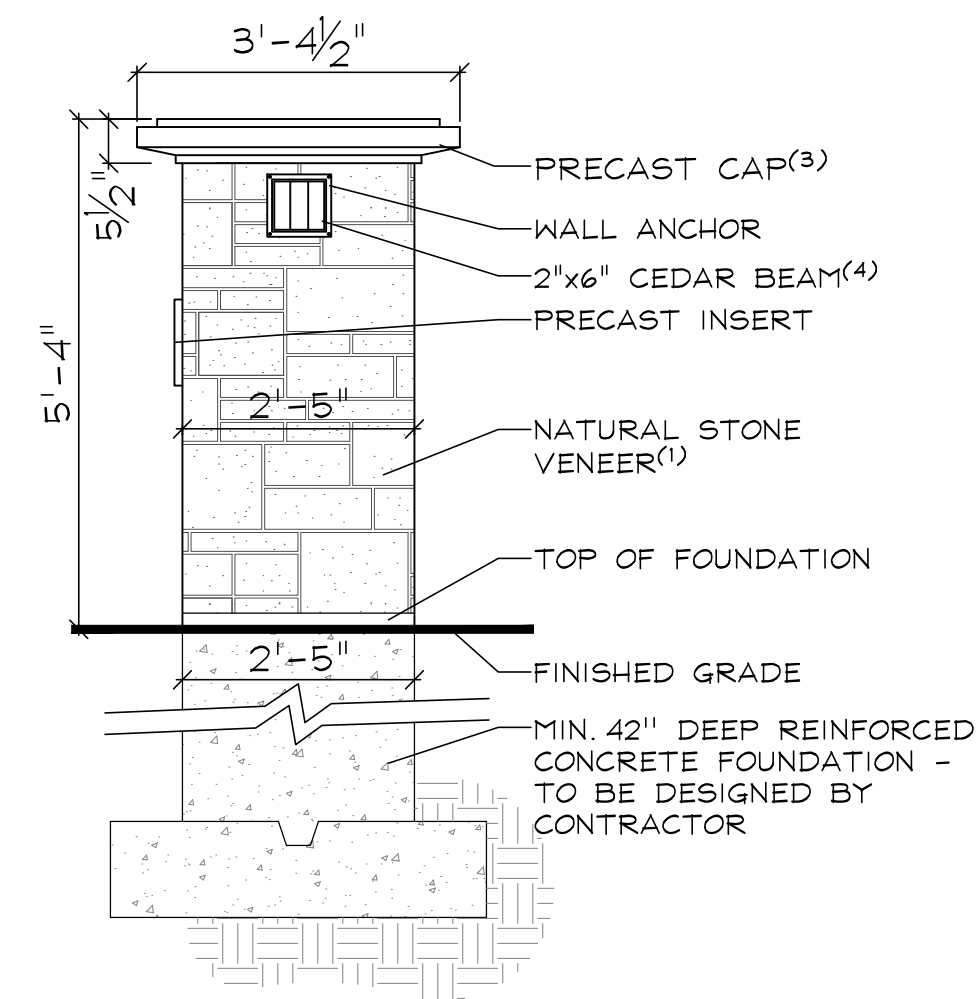 3'-4½"
5½"
PRECAST CAP(3)
WALL ANCHOR
2"x6" CEDAR BEAM(4)
PRECAST INSERT
5'-4"
2'-5"
NATURAL STONE
VENEER(1)
TOP OF FOUNDATION
2'-5"
FINISHED GRADE
MIN. 42" DEEP REINFORCED
CONCRETE FOUNDATION -
TO BE DESIGNED BY
CONTRACTOR